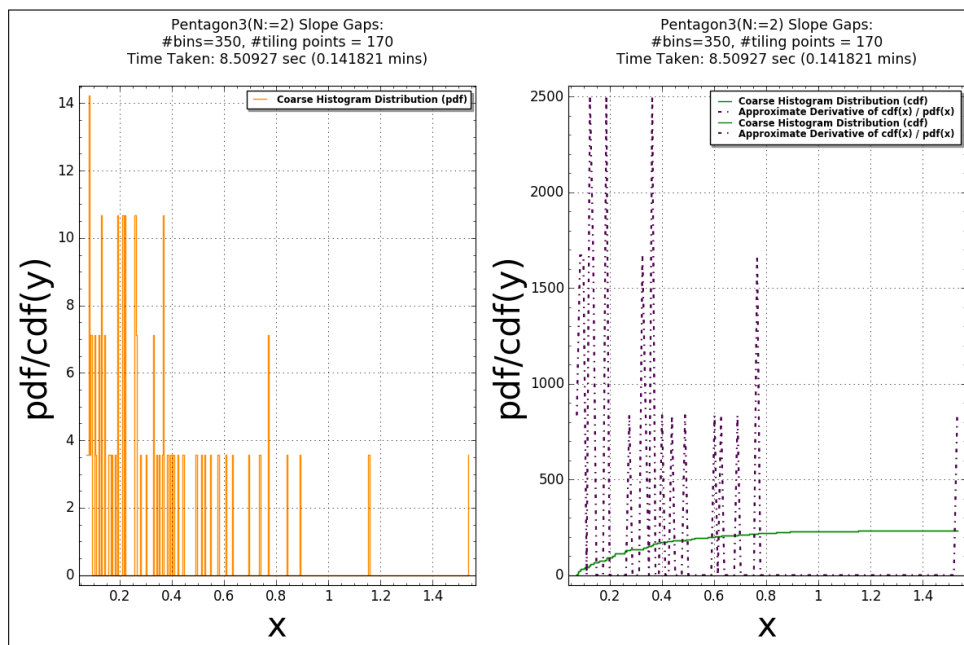 Pentagon3(N:=2) Slope Gaps:
#bins=350, #tiling points = 170
Time Taken: 8.50927 sec (0.141821 mins)
Coarse Histogram Distribution (pdf)
pdf/cdf(y)
14
12
10
8
6
4
2
0
0.2 0.4 0.6 0.8 1 1.2 1.4
x
Pentagon3(N:=2) Slope Gaps:
#bins=350, #tiling points = 170
Time Taken: 8.50927 sec (0.141821 mins)
Coarse Histogram Distribution (cdf)
Approximate Derivative of cdf(x) / pdf(x)
Coarse Histogram Distribution (cdf)
Approximate Derivative of cdf(x) / pdf(x)
pdf/cdf(y)
2500
2000
1500
1000
500
0
0.2 0.4 0.6 0.8 1 1.2 1.4
x